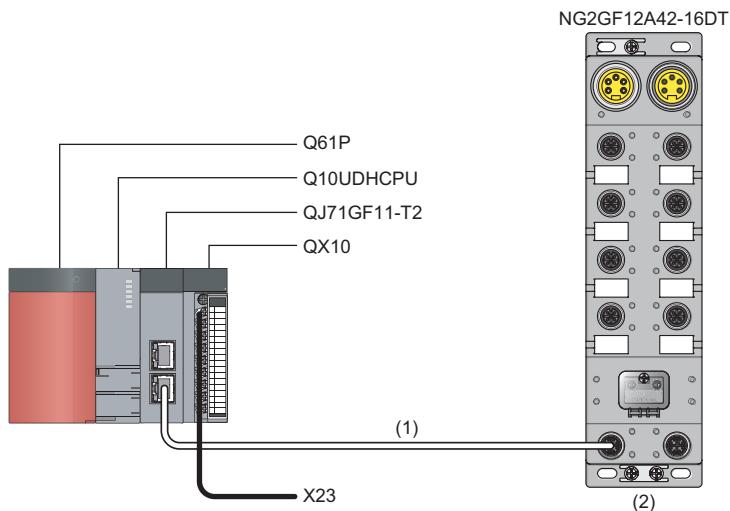 NG2GF12A42-16DT
Q61P
Q10UDHCPU
QJ71GF11-T2
QX10
(1)
X23
(2)